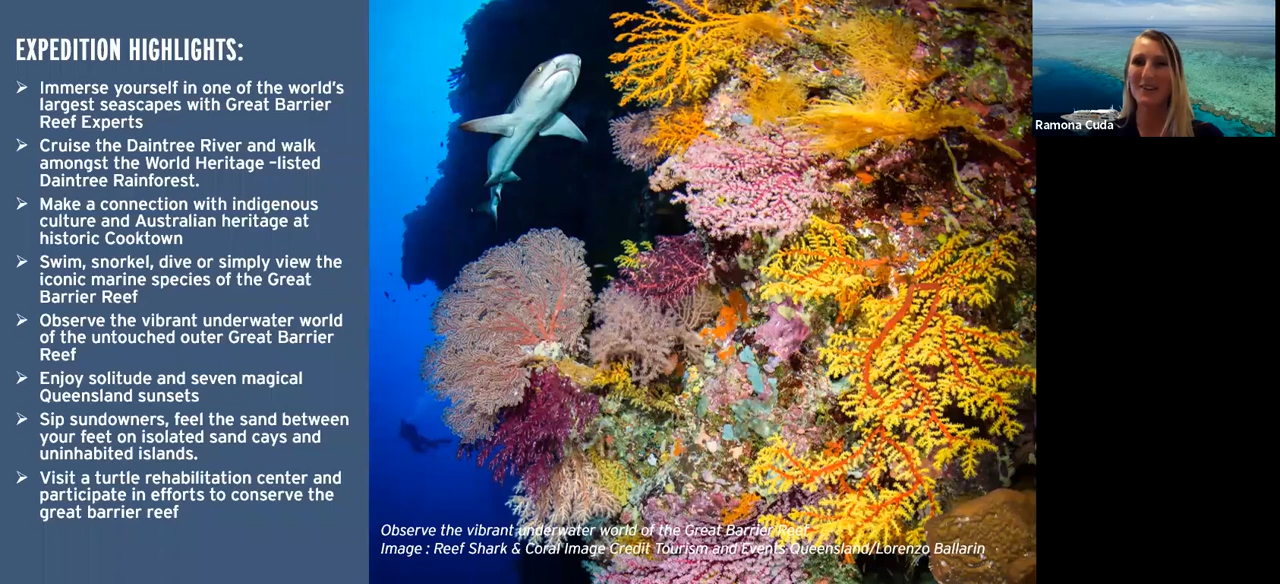 EXPEDITION HIGHLIGHTS:
➢ Immerse yourself in one of the world's
largest seascapes with Great Barrier
Reef Experts
➢ Cruise the Daintree River and walk
amongst the World Heritage –listed
Daintree Rainforest.
➢ Make a connection with indigenous
culture and Australian heritage at
historic Cooktown
➢ Swim, snorkel, dive or simply view the
iconic marine species of the Great
Barrier Reef
➢ Observe the vibrant underwater world
of the untouched outer Great Barrier
Reef
➢ Enjoy solitude and seven magical
Queensland sunsets
➢ Sip sundowners, feel the sand between
your feet on isolated sand cays and
uninhabited islands.
➢ Visit a turtle rehabilitation center and
participate in efforts to conserve the
great barrier reef
Observe the vibrant underwater world of the Great Barrier Reef
Image : Reef Shark & Coral Image Credit Tourism and Events Queensland/Lorenzo Ballarin
Ramona Cuda